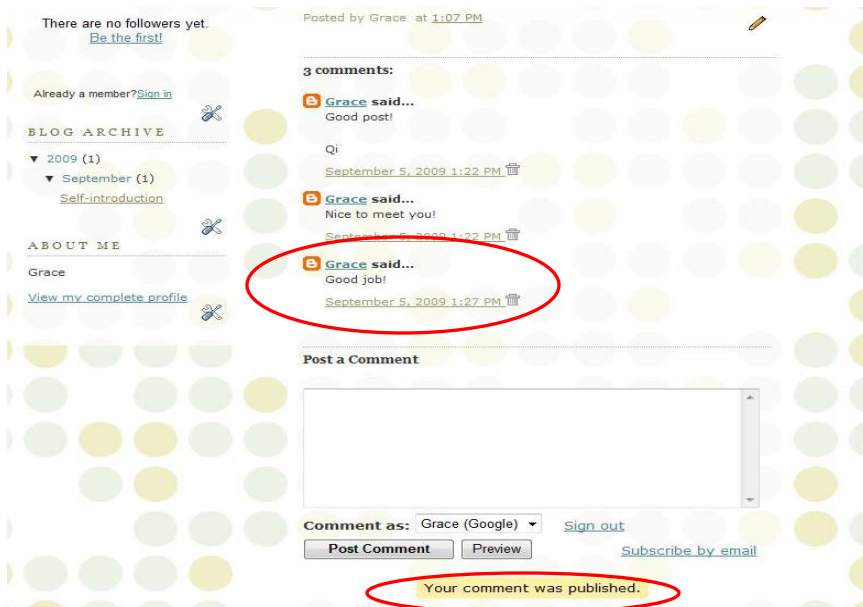 There are no followers yet.
Be the first!
Already a member?Sign in
BLOG ARCHIVE
▼ 2009 (1)
▼ September (1)
Self-introduction
ABOUT ME
Grace
View my complete profile
Posted by Grace at 1:07 PM
3 comments:
Grace said...
Good post!
Qi
September 5, 2009 1:22 PM
Grace said...
Nice to meet you!
September 5, 2009 1:22 PM
Grace said...
Good job!
September 5, 2009 1:27 PM
Post a Comment
Comment as: Grace (Google) Sign out
Post Comment Preview Subscribe by email
Your comment was published.